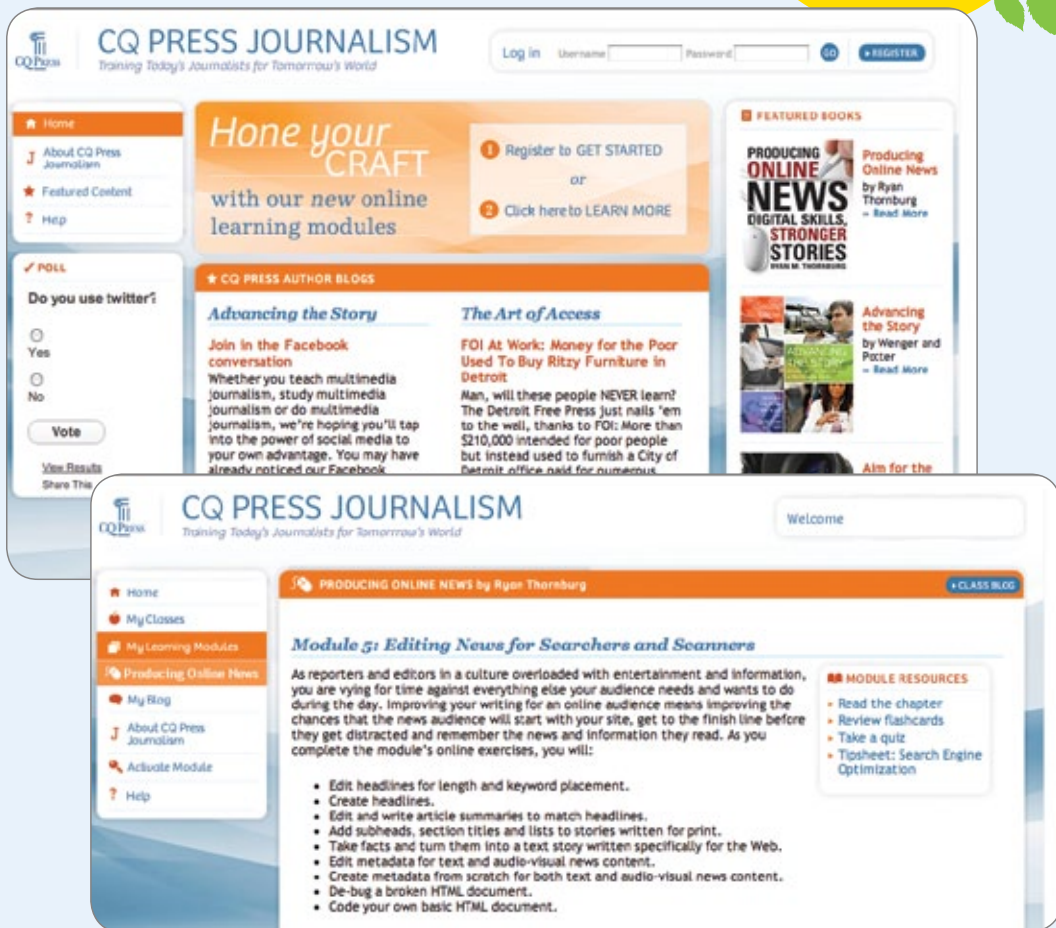 CQ PRESS
CQ PRESS JOURNALISM
Training Today's Journalists for Tomorrow's World
Log in Username Password GO REGISTER
Home
About CQ Press
Journalism
Featured Content
Help
POLL
Do you use twitter?
Yes
No
Vote
View Results
Share This
Hone your
CRAFT
with our new online
learning modules
1 Register to GET STARTED
or
2 Click here to LEARN MORE
CQ PRESS AUTHOR BLOGS
Advancing the Story
Join in the Facebook
conversation
Whether you teach multimedia
journalism, study multimedia
journalism or do multimedia
journalism, we're hoping you'll tap
into the power of social media to
your own advantage. You may have
already noticed our Facebook
The Art of Access
FOI At Work: Money for the Poor
Used To Buy Ritzy Furniture in
Detroit
Man, will these people NEVER learn?
The Detroit Free Press just nails 'em
to the wall, thanks to FOI: More than
$210,000 intended for poor people
but instead used to furnish a City of
Detroit office paid for numerous
FEATURED BOOKS
PRODUCING
ONLINE
NEWS
DIGITAL SKILLS,
STRONGER
STORIES
RYAN M. THORNBURG
Producing
Online News
by Ryan
Thornburg
Read More
ADVANCING
THE STORY
Advancing
the Story
by Wenger and
Potter
Read More
Aim for the
CQ PRESS
CQ PRESS JOURNALISM
Training Today's Journalists for Tomorrrow's World
Welcome
Home
My Classes
My Learning Modules
Producing Online News
My Blog
About CQ Press
Journalism
Activate Module
Help
PRODUCING ONLINE NEWS by Ryan Thornburg
CLASS BLOG
Module 5: Editing News for Searchers and Scanners
As reporters and editors in a culture overloaded with entertainment and information,
you are vying for time against everything else your audience needs and wants to do
during the day. Improving your writing for an online audience means improving the
chances that the news audience will start with your site, get to the finish line before
they get distracted and remember the news and information they read. As you
complete the module's online exercises, you will:
• Edit headlines for length and keyword placement.
• Create headlines.
• Edit and write article summaries to match headlines.
• Add subheads, section titles and lists to stories written for print.
• Take facts and turn them into a text story written specifically for the Web.
• Edit metadata for text and audio-visual news content.
• Create metadata from scratch for both text and audio-visual news content.
• De-bug a broken HTML document.
• Code your own basic HTML document.
MODULE RESOURCES
Read the chapter
Review flashcards
Take a quiz
Tipsheet: Search Engine
Optimization